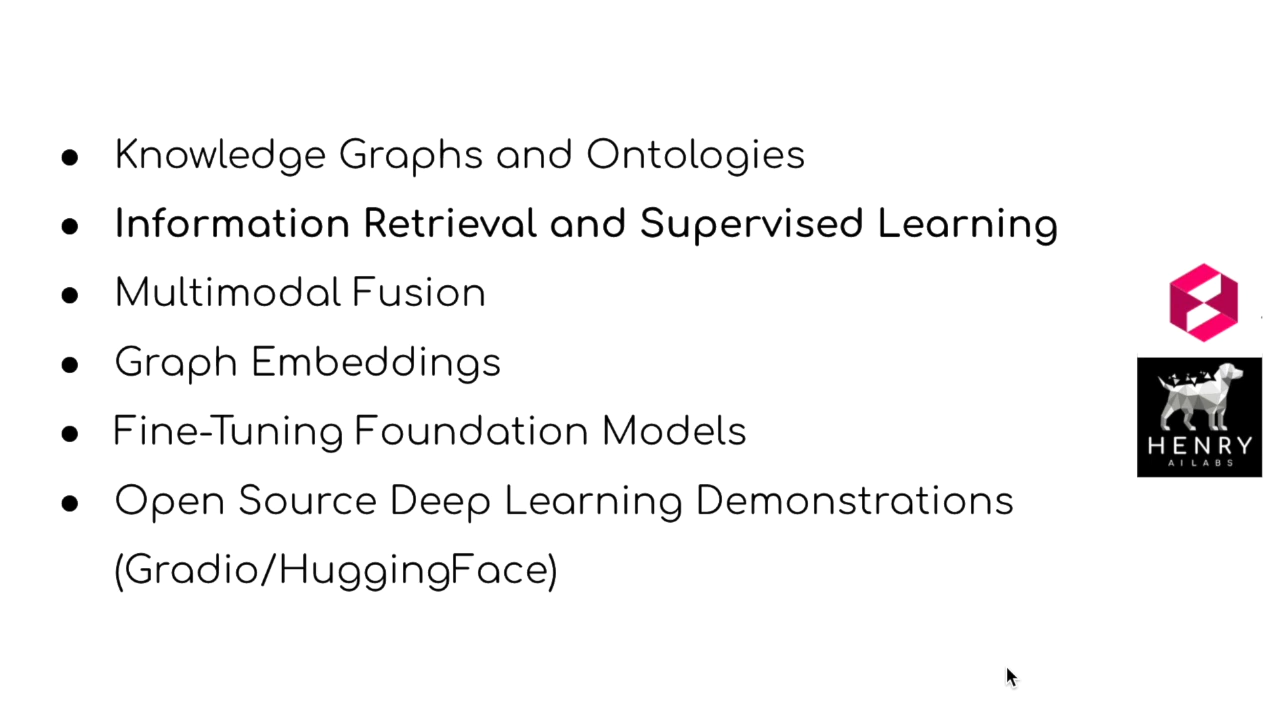 ● Knowledge Graphs and Ontologies
● Information Retrieval and Supervised Learning
● Multimodal Fusion
● Graph Embeddings
● Fine-Tuning Foundation Models
● Open Source Deep Learning Demonstrations
(Gradio/HuggingFace)
HENRY
AI LABS